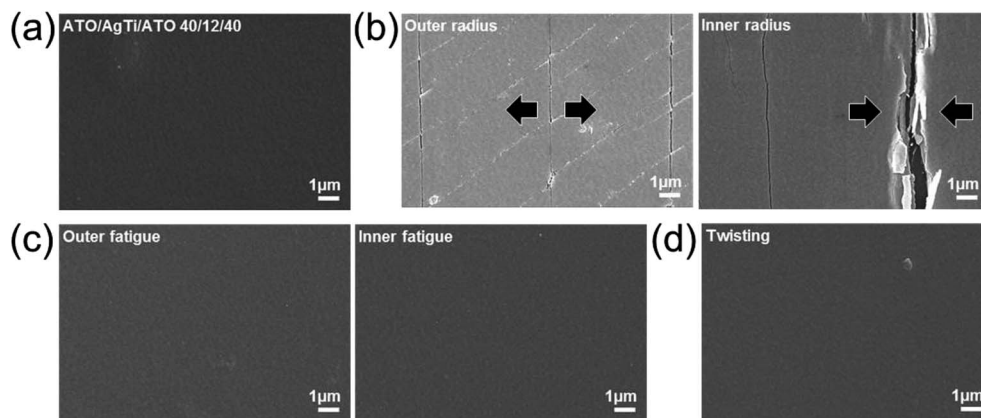 (a)
ATO/AgTi/ATO 40/12/40
1μm
(b)
Outer radius
1μm
Inner radius
1μm
(c)
Outer fatigue
1μm
Inner fatigue
1μm
(d)
Twisting
1μm